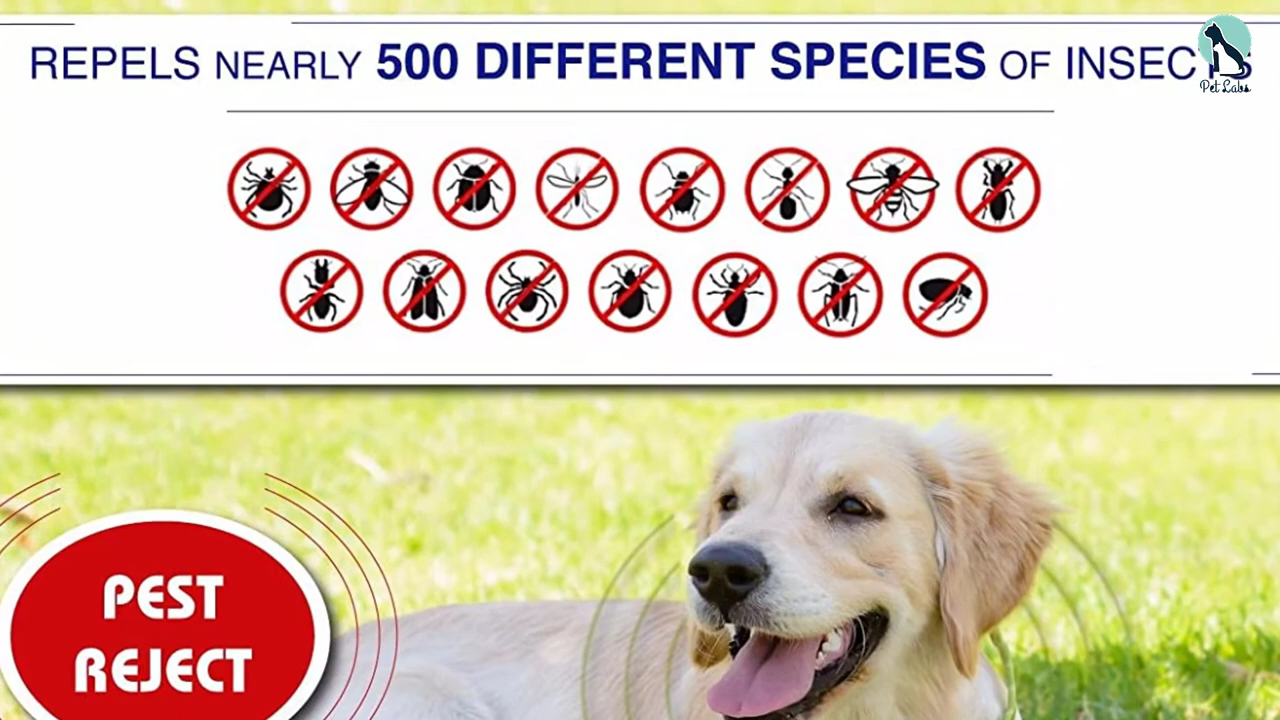 REPELS NEARLY 500 DIFFERENT SPECIES OF INSECTS
Pet Labs
PEST
REJECT